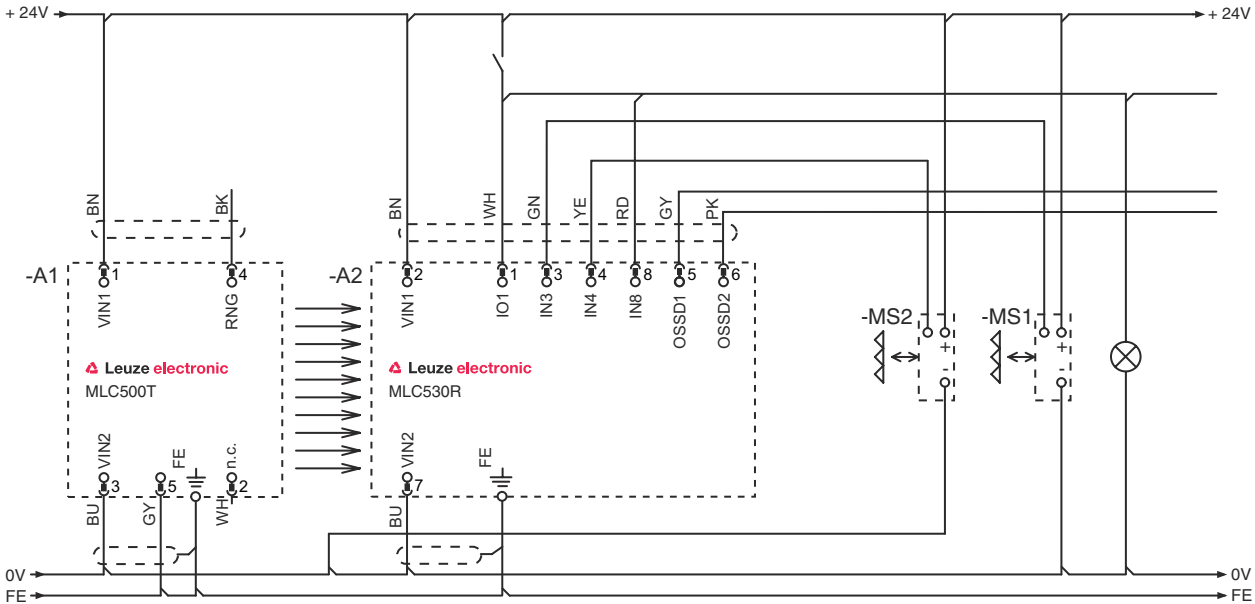 + 24V
+ 24V
BN
BK
BN
WH
GN
YE
RD
GY
PK
-A1
1
4
-A2
2
1
3
4
8
5
6
VIN1
RNG
VIN1
IO1
IN3
IN4
IN8
OSSD1
OSSD2
-MS2
-MS1
+
+
-
-
Leuze electronic
MLC500T
Leuze electronic
MLC530R
VIN2
FE
n.c.
VIN2
FE
3
5
2
7
BU
GY
WH
BU
0V
0V
FE
FE